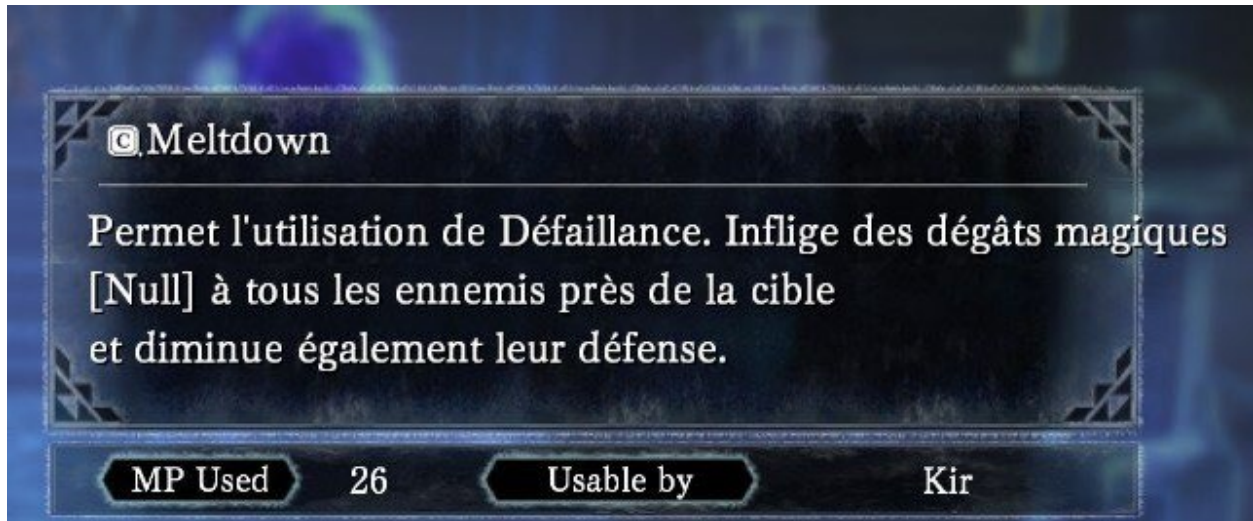 C Meltdown
Permet l'utilisation de Défaillance. Inflige des dégâts magiques
[Null] à tous les ennemis près de la cible
et diminue également leur défense.
MP Used 26 Usable by Kir